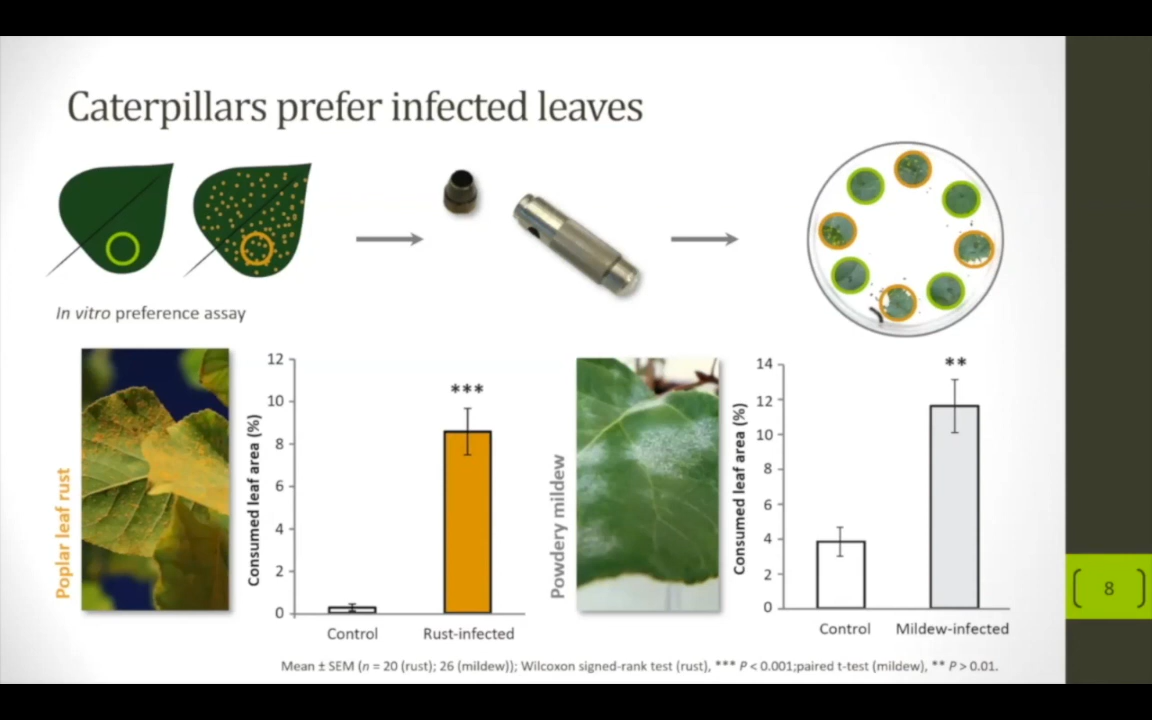 Caterpillars prefer infected leaves
In vitro preference assay
Poplar leaf rust
Consumed leaf area (%)
12
10
8
6
4
2
0
***
Control
Rust-infected
Powdery mildew
Consumed leaf area (%)
14
12
10
8
6
4
2
0
**
Control
Mildew-infected
[ 8 ]
Mean ± SEM (n = 20 (rust); 26 (mildew)); Wilcoxon signed-rank test (rust), *** P < 0.001;paired t-test (mildew), ** P > 0.01.